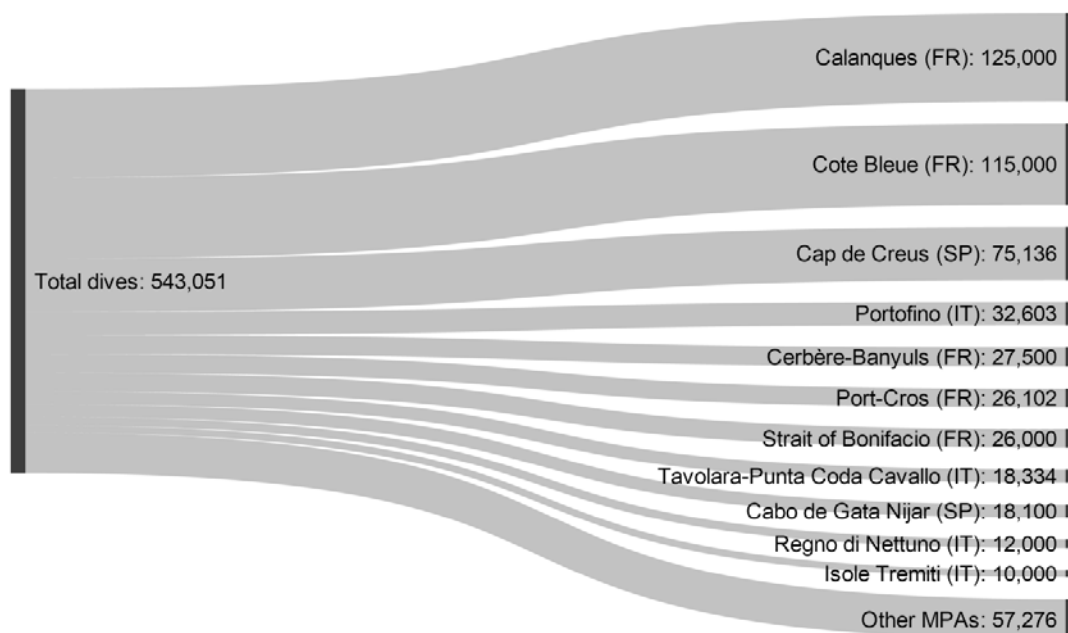 Calanques (FR): 125,000
Cote Bleue (FR): 115,000
Cap de Creus (SP): 75,136
Total dives: 543,051
Portofino (IT): 32,603
Cerbère-Banyuls (FR): 27,500
Port-Cros (FR): 26,102
Strait of Bonifacio (FR): 26,000
Tavolara-Punta Coda Cavallo (IT): 18,334
Cabo de Gata Nijar (SP): 18,100
Regno di Nettuno (IT): 12,000
Isole Tremiti (IT): 10,000
Other MPAs: 57,276